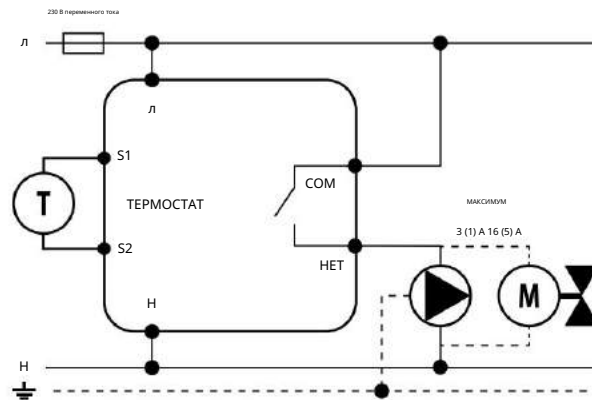 230 В переменного тока
Л
Л
S1
COM
T
ТЕРМОСТАТ
МАКСИМУМ
3 (1) А 16 (5) А
S2
НЕТ
M
Н
Н